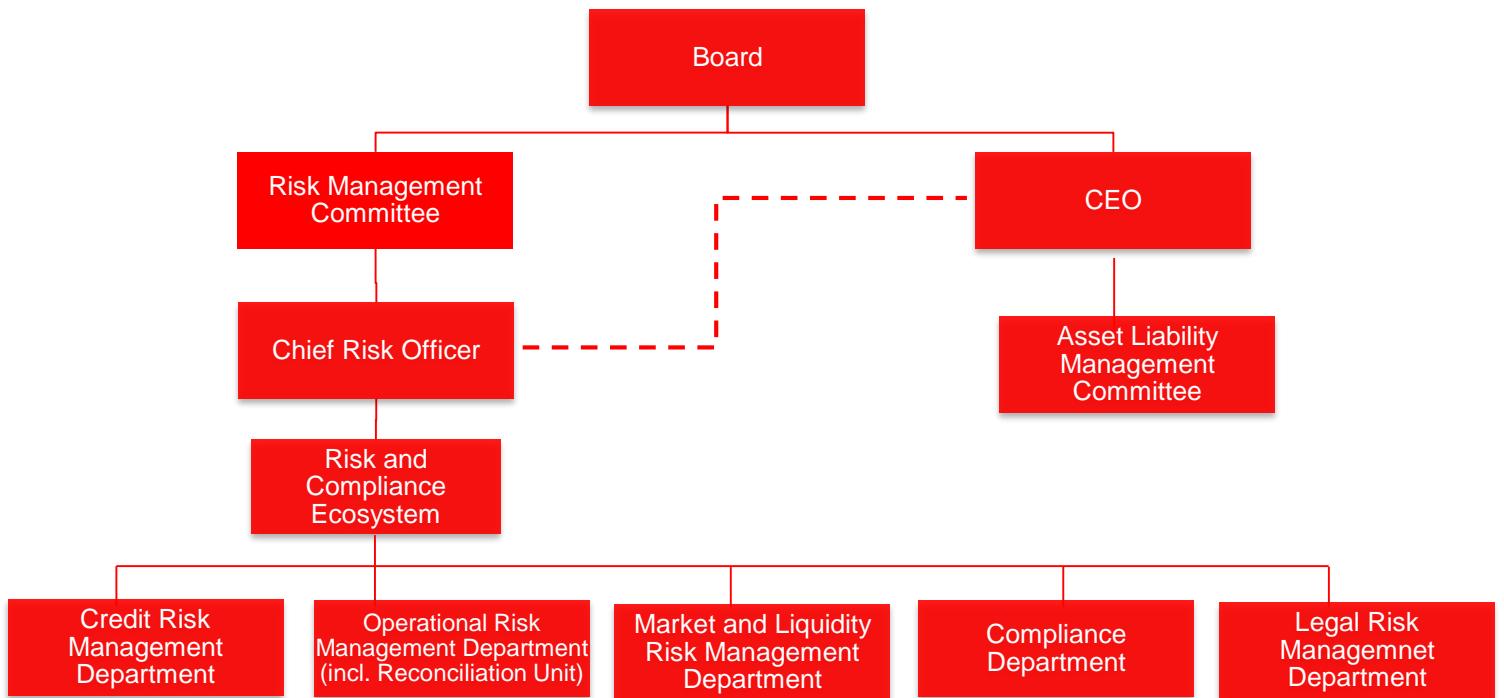 Board
Risk Management
Committee
CEO
Chief Risk Officer
Asset Liability
Management
Committee
Risk and
Compliance
Ecosystem
Credit Risk
Management
Department
Operational Risk
Management Department
(incl. Reconciliation Unit)
Market and Liquidity
Risk Management
Department
Compliance
Department
Legal Risk
Managemnet
Department